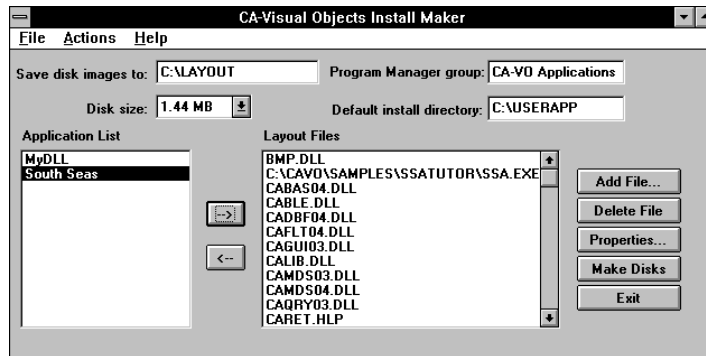 CA-Visual Objects Install Maker
File Actions Help
Save disk images to: C:\LAYOUT Program Manager group: CA-VO Applications
Disk size: 1.44 MB Default install directory: C:\USERAPP
Application List Layout Files
MyDLL
South Seas
-->
<--
BMP.DLL
C:\CAVO\SAMPLES\SSATUTOR\SSA.EXE
CABAS04.DLL
CABLE.DLL
CADBF04.DLL
CAFLT04.DLL
CAGUI03.DLL
CALIB.DLL
CAMDS03.DLL
CAMDS04.DLL
CAQRY03.DLL
CARET.HLP
Add File...
Delete File
Properties...
Make Disks
Exit